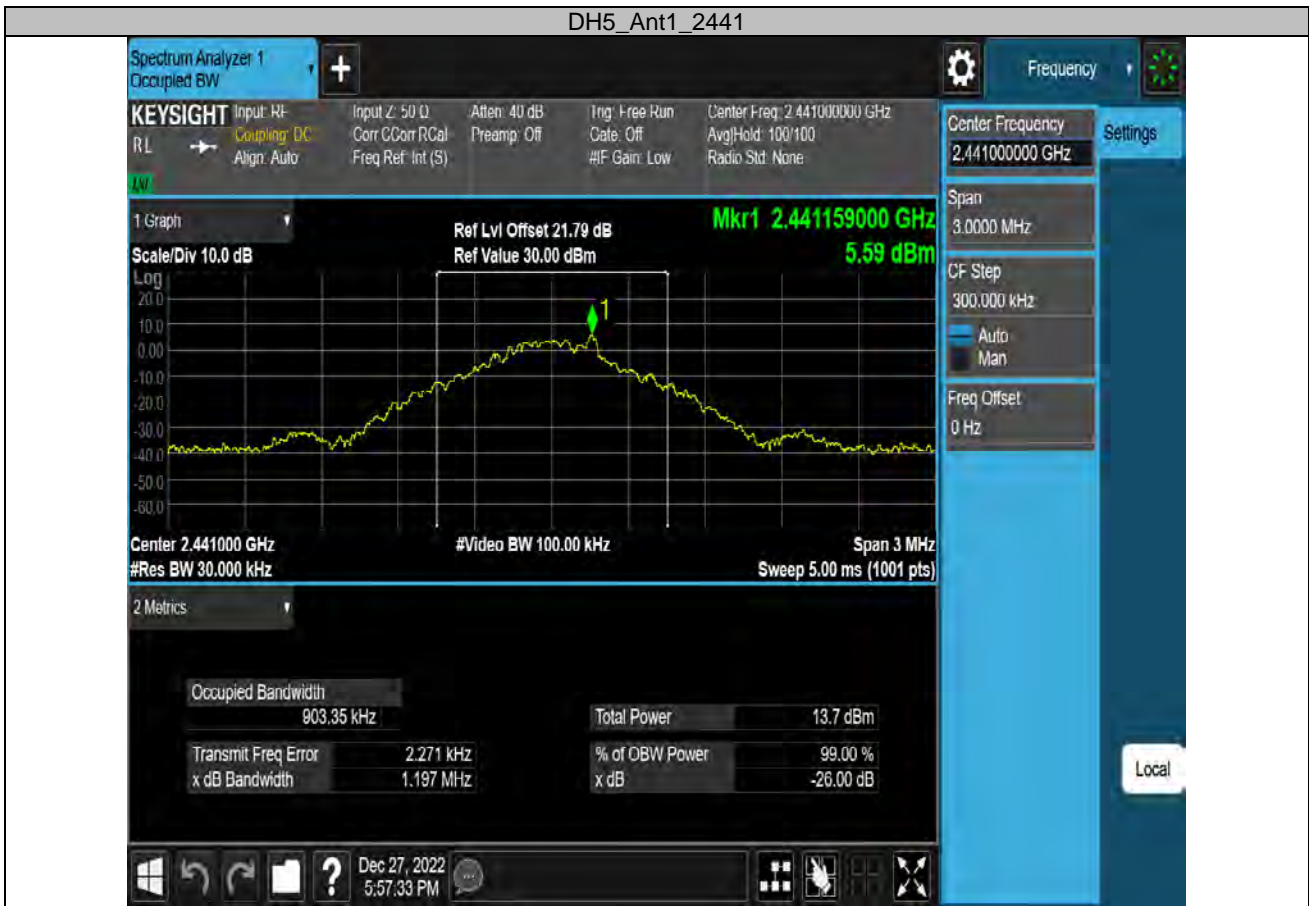 DH5_Ant1_2441
Spectrum Analyzer 1
Occupied BW
Frequency
KEYSIGHT
RL
Input: RF
Coupling: DC
Align: Auto
Input Z: 50 Ω
Corr CCorr RCal
Freq Ref: Int (S)
Atten: 40 dB
Preamp: Off
Trig: Free Run
Gate: Off
#IF Gain: Low
Center Freq: 2.441000000 GHz
Avg|Hold: 100/100
Radio Std: None
Center Frequency
2.441000000 GHz
Settings
Span
3.0000 MHz
CF Step
300.000 kHz
Auto
Man
Freq Offset
0 Hz
Local
1 Graph
Scale/Div 10.0 dB
Ref Lvl Offset 21.79 dB
Ref Value 30.00 dBm
Mkr1 2.441159000 GHz
5.59 dBm
Log
20.0
10.0
0.00
-10.0
-20.0
-30.0
-40.0
-50.0
-60.0
1
Center 2.441000 GHz
#Res BW 30.000 kHz
#Video BW 100.00 kHz
Span 3 MHz
Sweep 5.00 ms (1001 pts)
2 Metrics
Occupied Bandwidth
903.35 kHz
Total Power 13.7 dBm
Transmit Freq Error 2.271 kHz
% of OBW Power 99.00 %
x dB Bandwidth 1.197 MHz
x dB -26.00 dB
?
Dec 27, 2022
5:57:33 PM